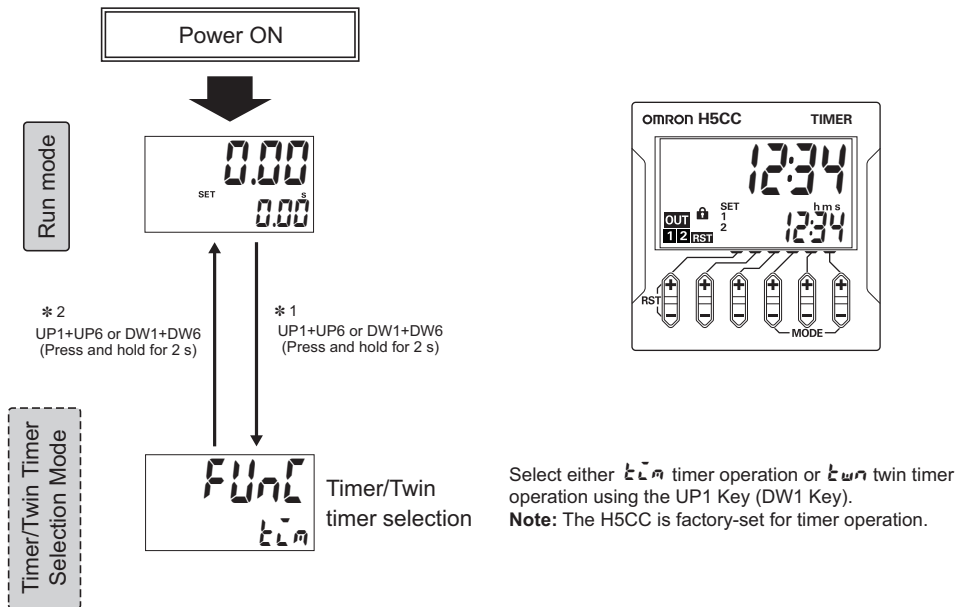 Power ON
Run mode
0.00
SET
s
0.00
✻ 2
UP1+UP6 or DW1+DW6
(Press and hold for 2 s)
✻ 1
UP1+UP6 or DW1+DW6
(Press and hold for 2 s)
Timer/Twin Timer
Selection Mode
FUnC
tim
Timer/Twin
timer selection
OMRON H5CC TIMER
12:34
SET
1
2
OUT
1 2 RST
h m s
12:34
RST
MODE
Select either tim timer operation or twn twin timer
operation using the UP1 Key (DW1 Key).
Note: The H5CC is factory-set for timer operation.